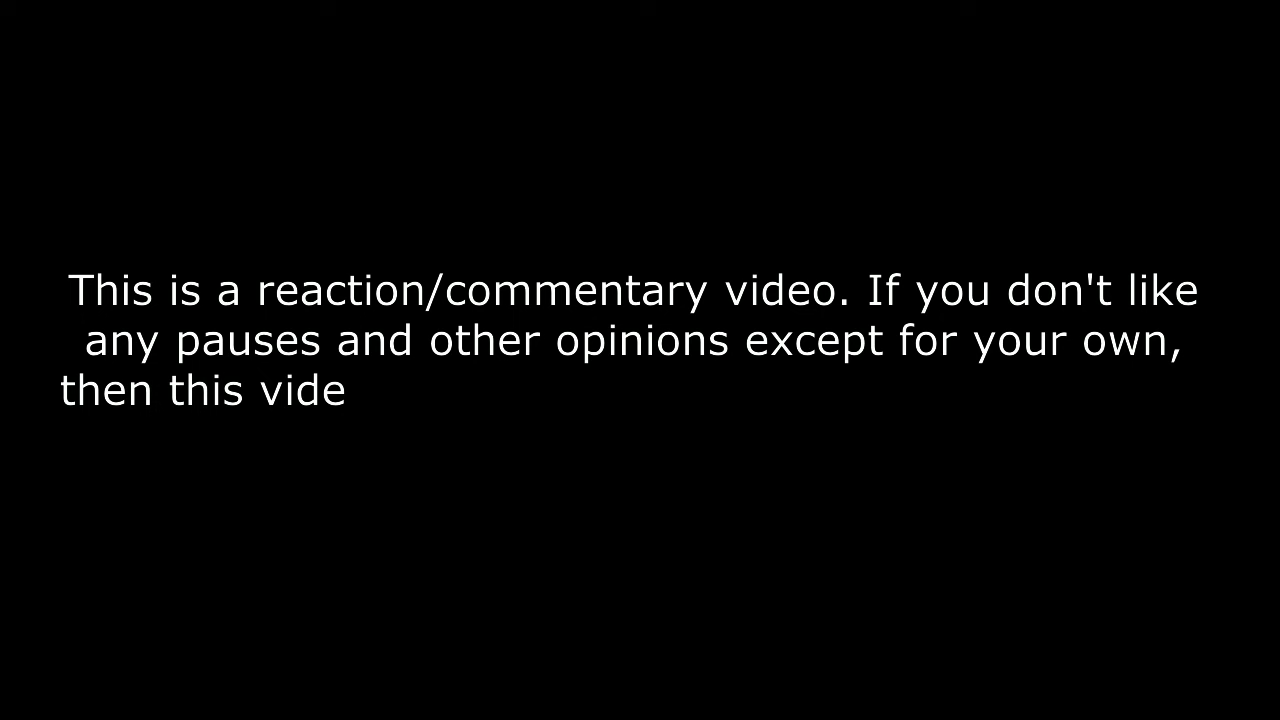 This is a reaction/commentary video. If you don't like
any pauses and other opinions except for your own,
then this vide